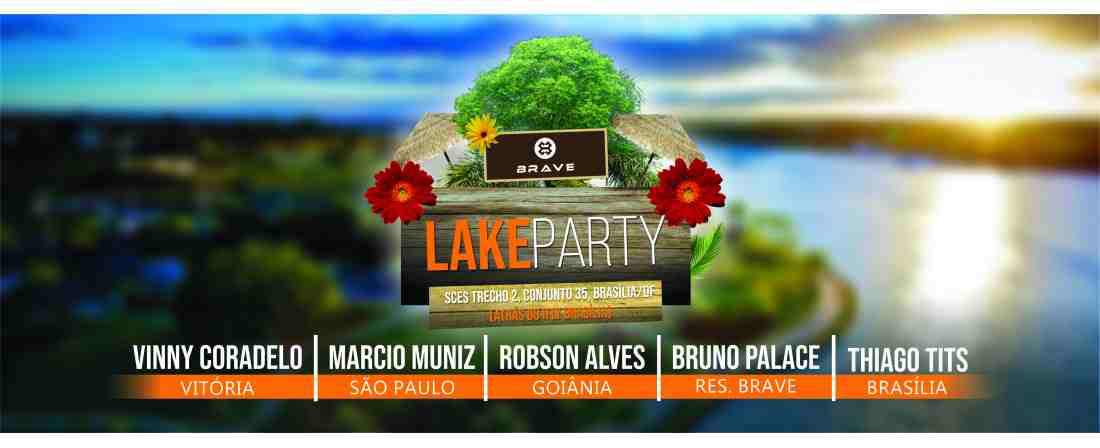 BRAVE
LAKEPARTY
SCES TRECHO 2, CONJUNTO 35, BRASILIA/DF
VINNY CORADELO
VITÓRIA
MARCIO MUNIZ
SÃO PAULO
ROBSON ALVES
GOIÂNIA
BRUNO PALACE
RES. BRAVE
THIAGO TITS
BRASÍLIA